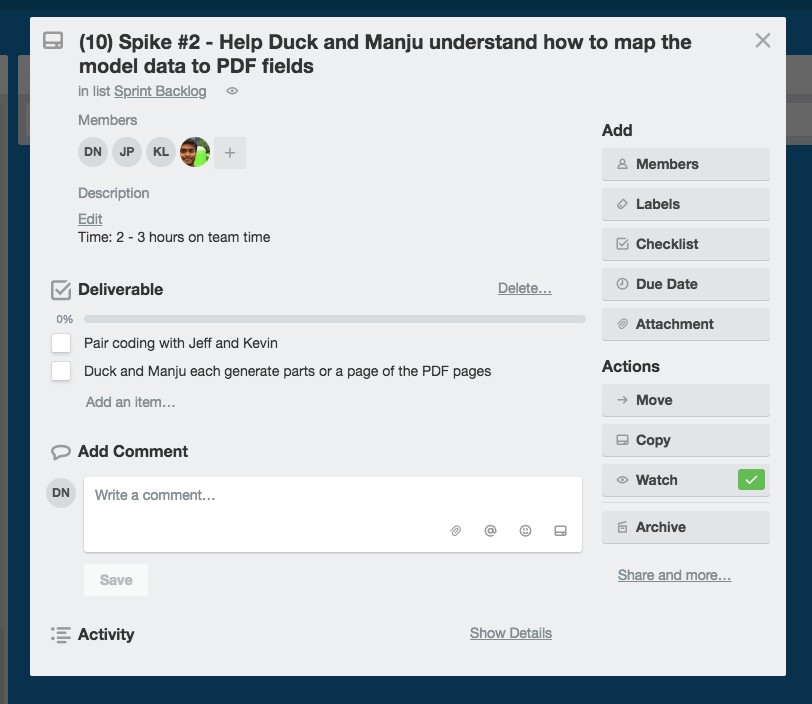 (10) Spike #2 - Help Duck and Manju understand how to map the
model data to PDF fields
in list Sprint Backlog
Members
DN JP KL +
Description
Edit
Time: 2 - 3 hours on team time
Deliverable Delete…
0%
Pair coding with Jeff and Kevin
Duck and Manju each generate parts or a page of the PDF pages
Add an item…
Add Comment
DN
Write a comment…
Save
Activity Show Details
Add
Members
Labels
Checklist
Due Date
Attachment
Actions
Move
Copy
Watch
Archive
Share and more…